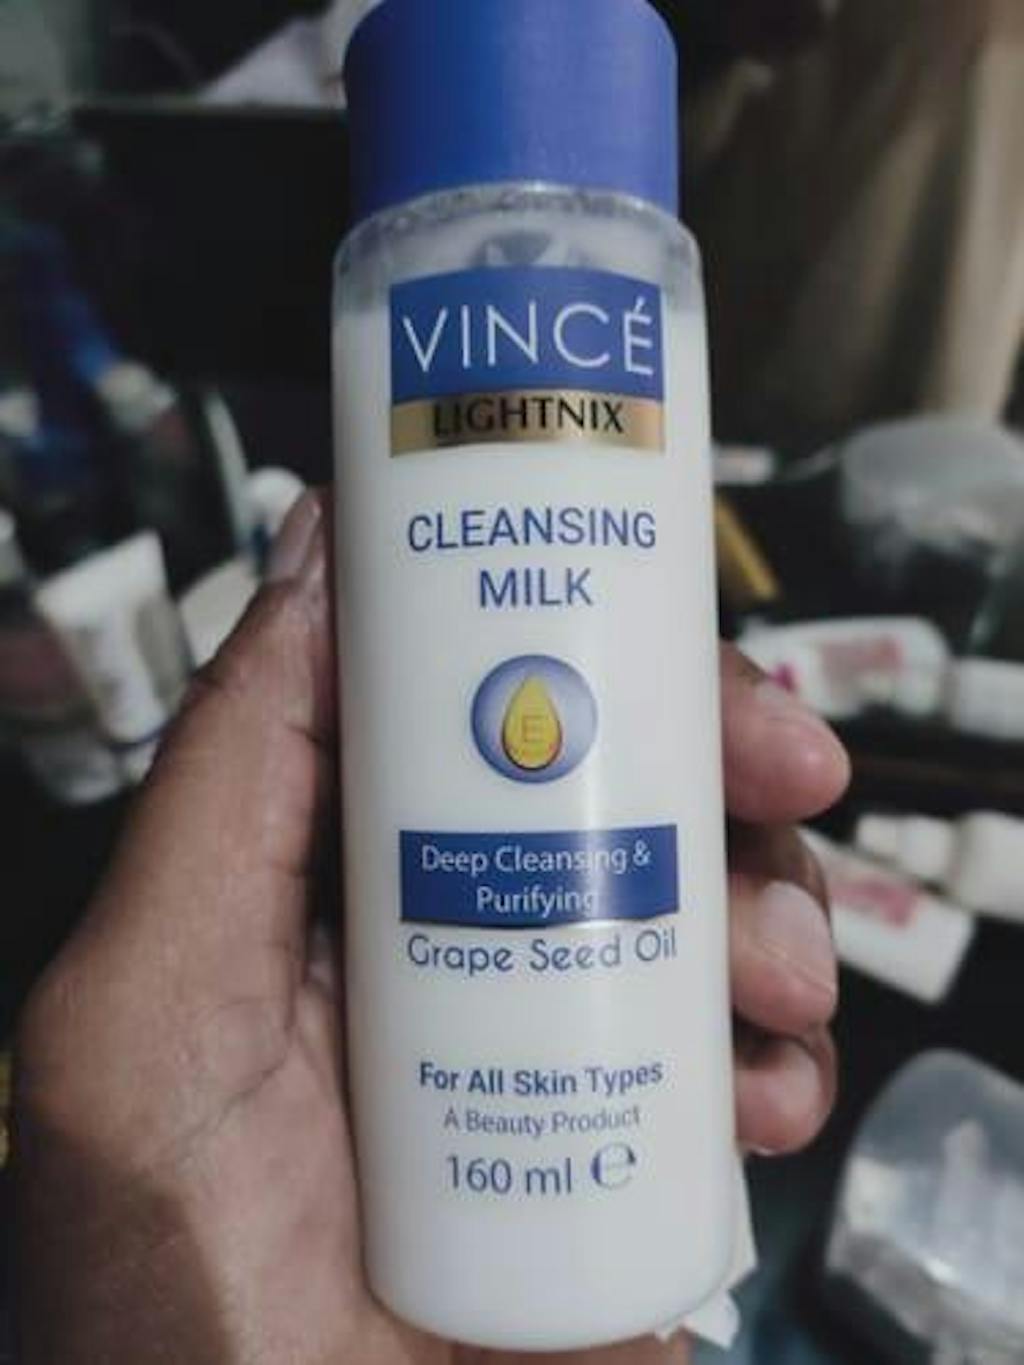 VINCÉ
LIGHTNIX
CLEANSING
MILK
E
Deep Cleansing &
Purifying
Grape Seed Oil
For All Skin Types
A Beauty Product
160 ml ℮